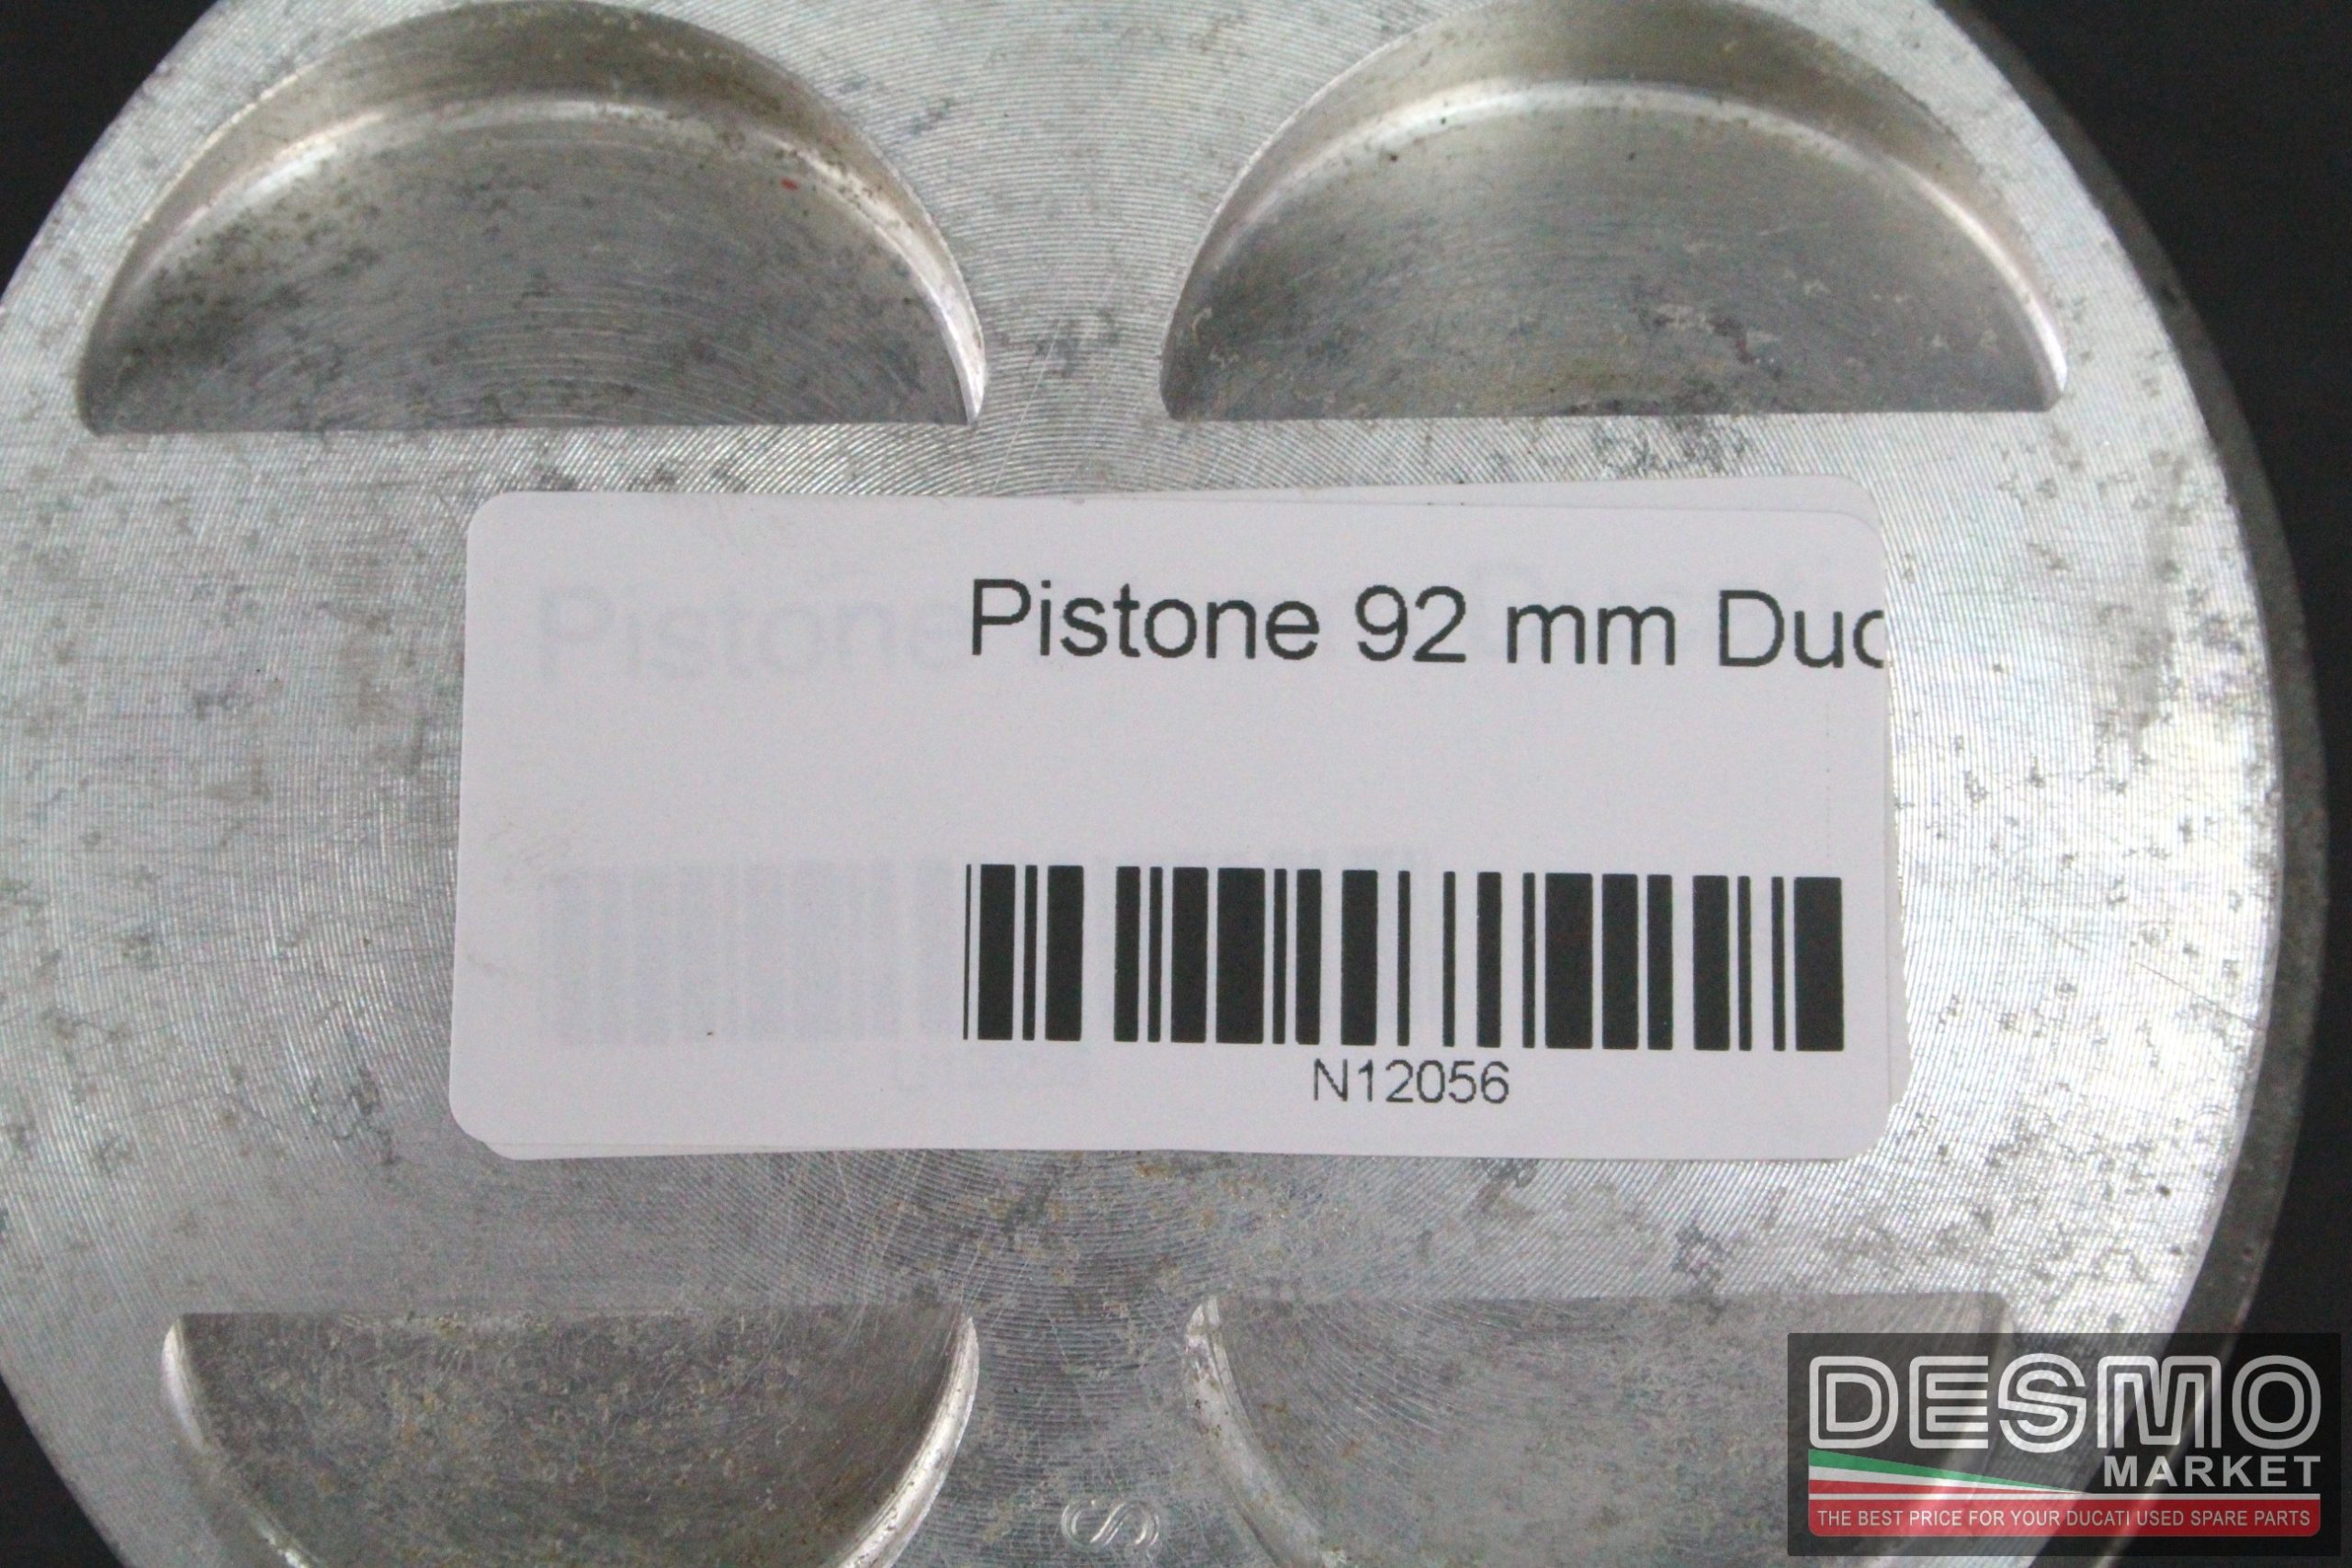 Pistone 92 mm Duc
N12056
S
DESMO
MARKET
THE BEST PRICE FOR YOUR DUCATI USED SPARE PARTS